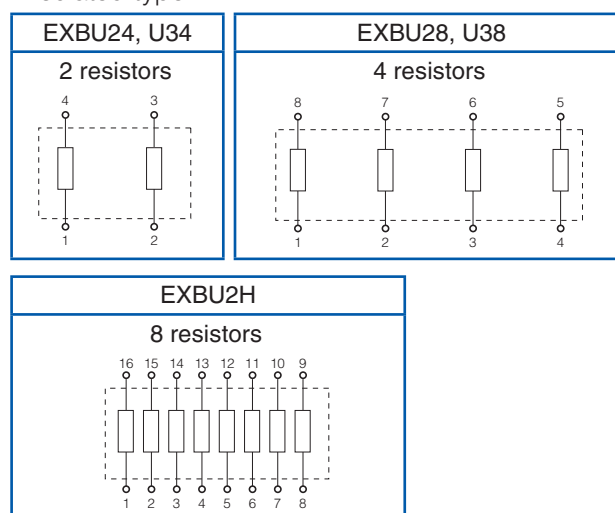 EXBU24, U34
2 resistors
4 3
1 2
EXBU28, U38
4 resistors
8 7 6 5
1 2 3 4
EXBU2H
8 resistors
16 15 14 13 12 11 10 9
1 2 3 4 5 6 7 8